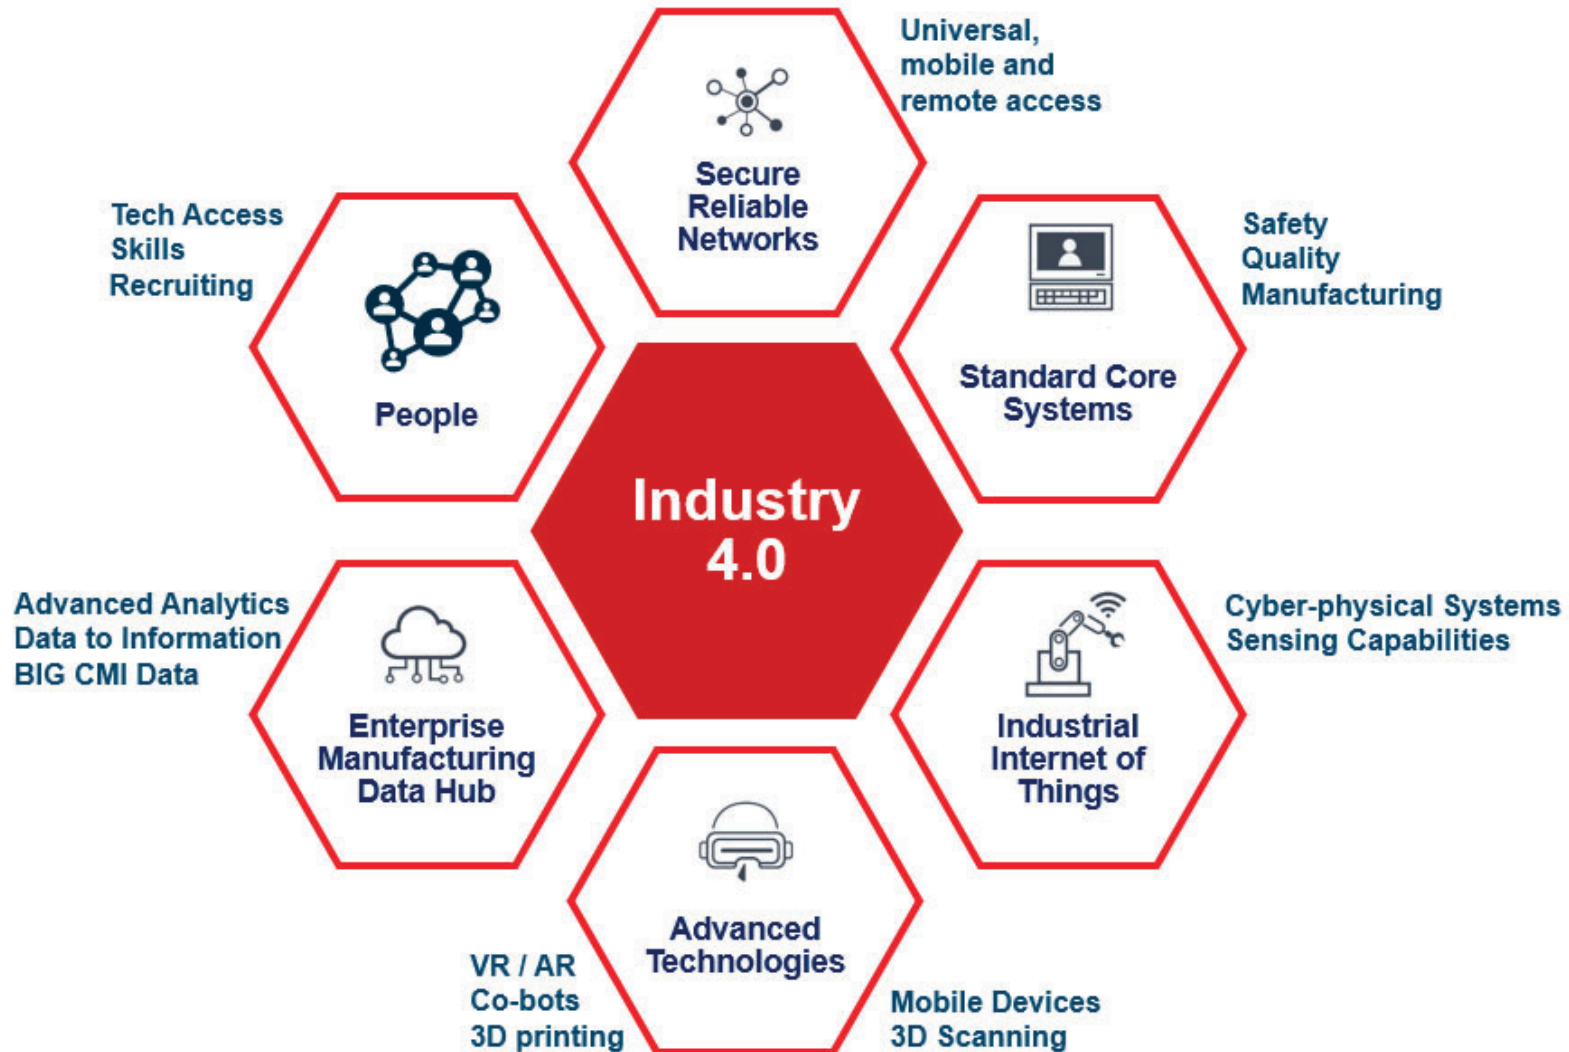 Universal,
mobile and
remote access
Secure
Reliable
Networks
Tech Access
Skills
Recruiting
People
Safety
Quality
Manufacturing
Standard Core
Systems
Industry
4.0
Advanced Analytics
Data to Information
BIG CMI Data
Enterprise
Manufacturing
Data Hub
Cyber-physical Systems
Sensing Capabilities
Industrial
Internet of
Things
Advanced
Technologies
VR / AR
Co-bots
3D printing
Mobile Devices
3D Scanning